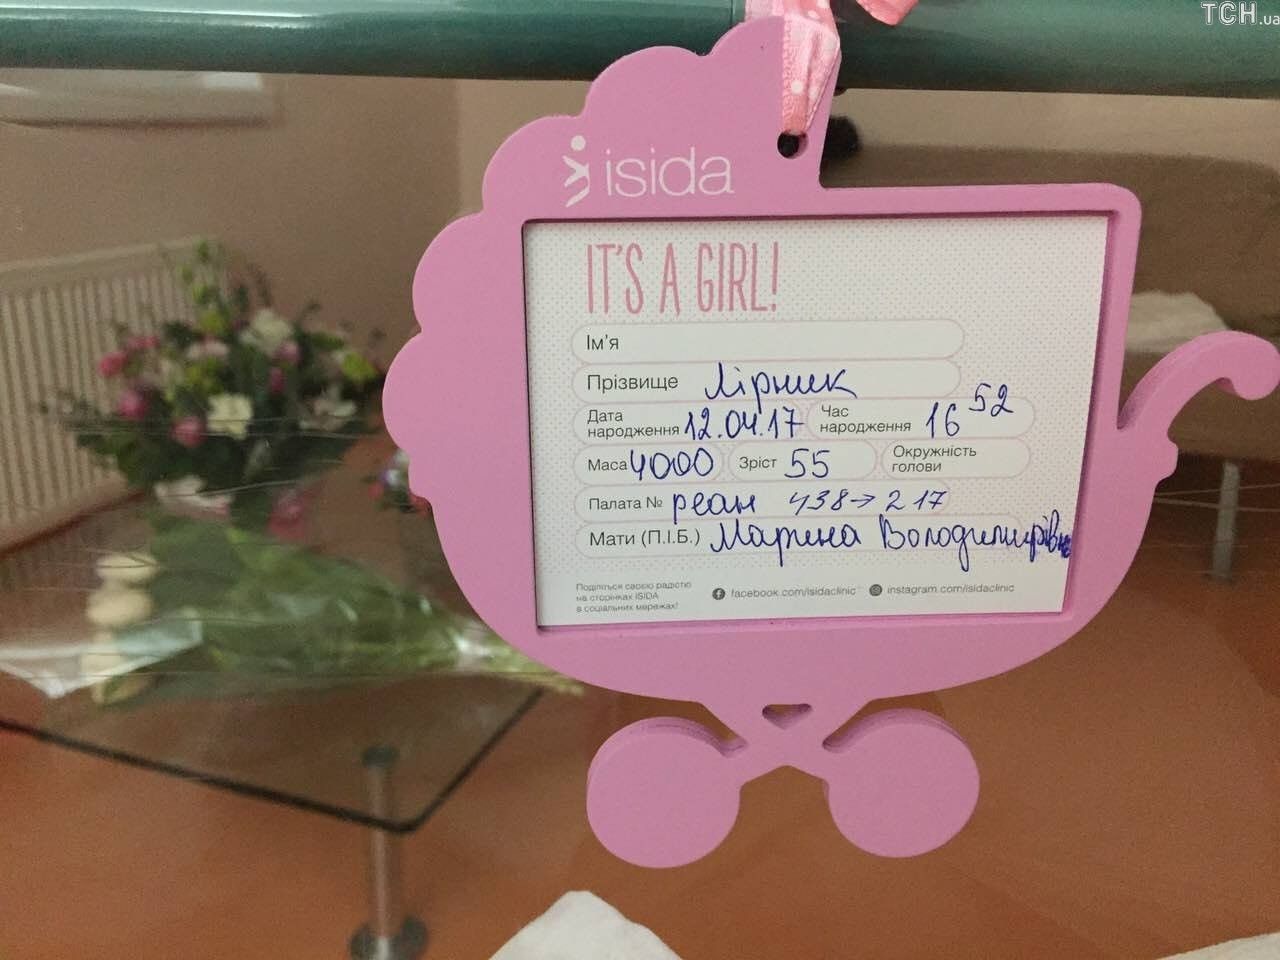 ТСН.ua
isida
IT'S A GIRL!
Ім'я
Прізвище Лірник
Дата народження 12.04.17 Час народження 16 52
Маса 4000 Зріст 55 Окружність голови
Палата № реан 438→217
Мати (П.І.Б.) Марина Володимирівна
Поділіться своєю радістю
на сторінках ISIDA
в соціальних мережах!
facebook.com/isidaclinic instagram.com/isidaclinic